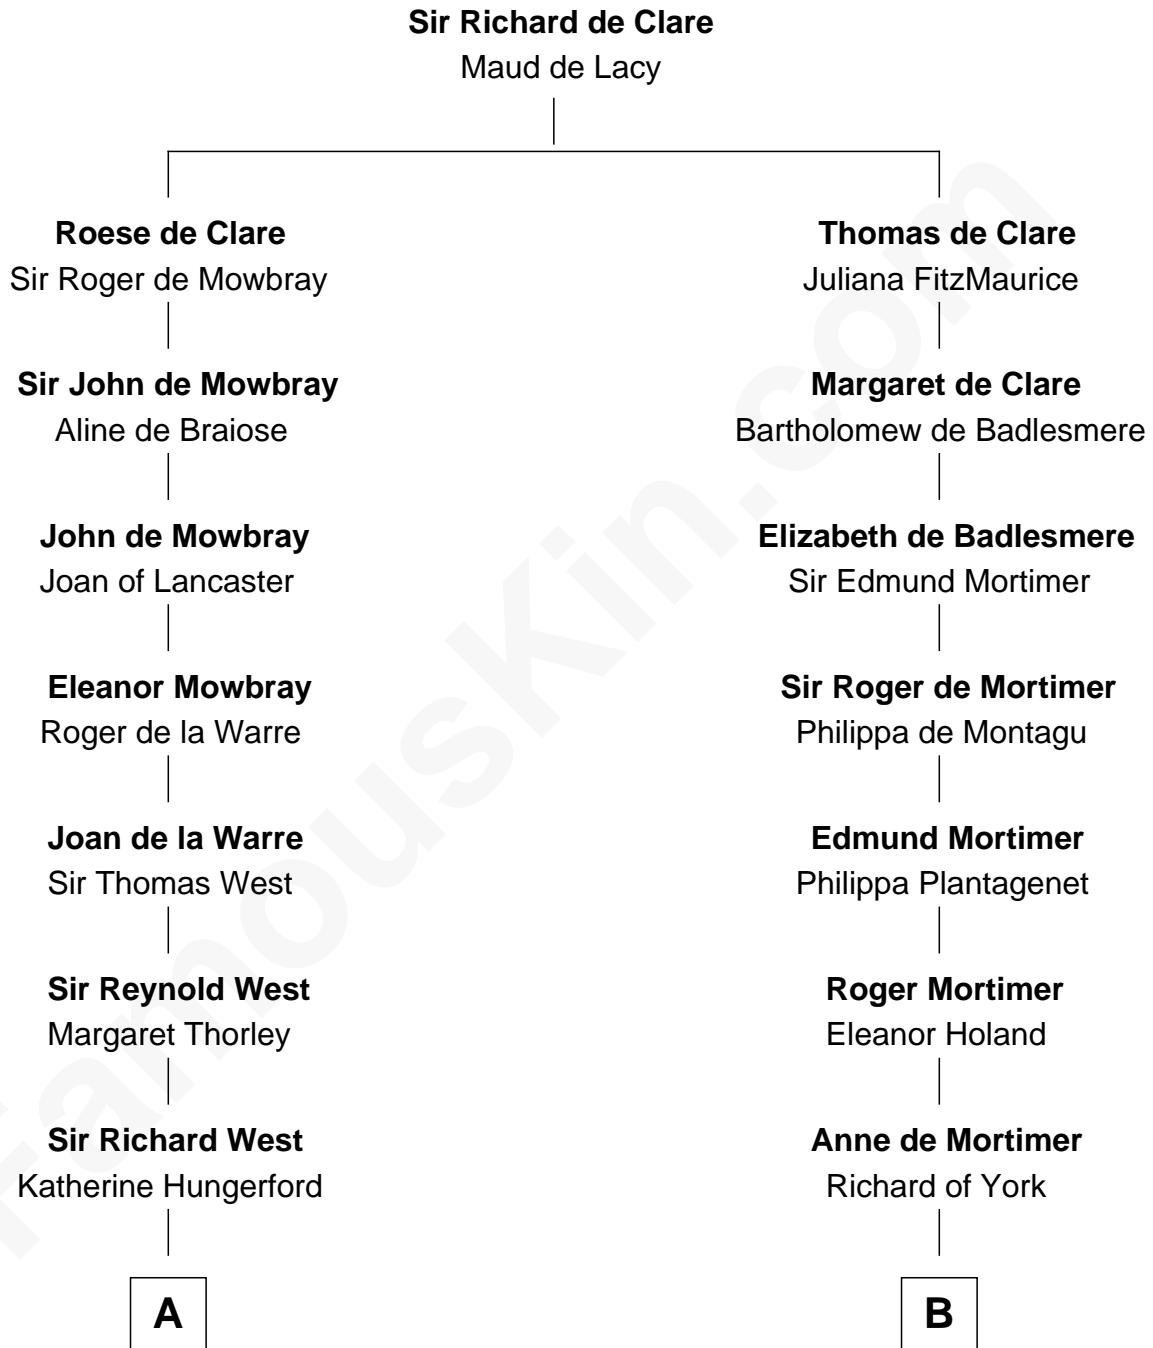 Sir Richard de Clare
Maud de Lacy
Roese de Clare
Sir Roger de Mowbray
Thomas de Clare
Juliana FitzMaurice
Sir John de Mowbray
Aline de Braiose
Margaret de Clare
Bartholomew de Badlesmere
John de Mowbray
Joan of Lancaster
Elizabeth de Badlesmere
Sir Edmund Mortimer
Eleanor Mowbray
Roger de la Warre
Sir Roger de Mortimer
Philippa de Montagu
Joan de la Warre
Sir Thomas West
Edmund Mortimer
Philippa Plantagenet
Sir Reynold West
Margaret Thorley
Roger Mortimer
Eleanor Holand
Sir Richard West
Katherine Hungerford
Anne de Mortimer
Richard of York
A
B
FamousKin.com